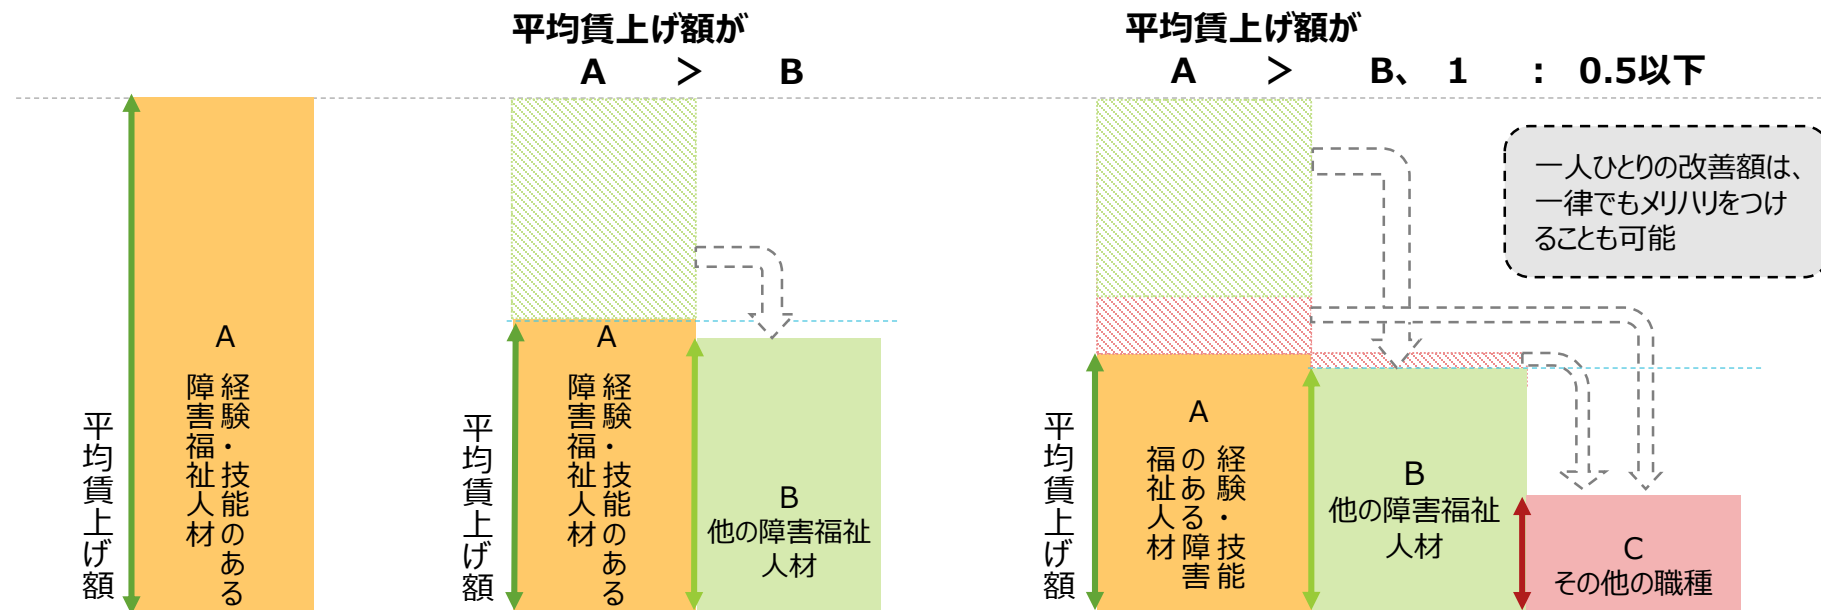 平均賃上げ額が
A > B
平均賃上げ額が
A > B、 1 : 0.5以下
一人ひとりの改善額は、
一律でもメリハリをつけ
ることも可能
平均賃上げ額
A
経験・技能のある
障害福祉人材
平均賃上げ額
A
経験・技能のある
障害福祉人材
B
他の障害福祉
人材
平均賃上げ額
A
経験・技能
のある障害
福祉人材
B
他の障害福祉
人材
C
その他の職種